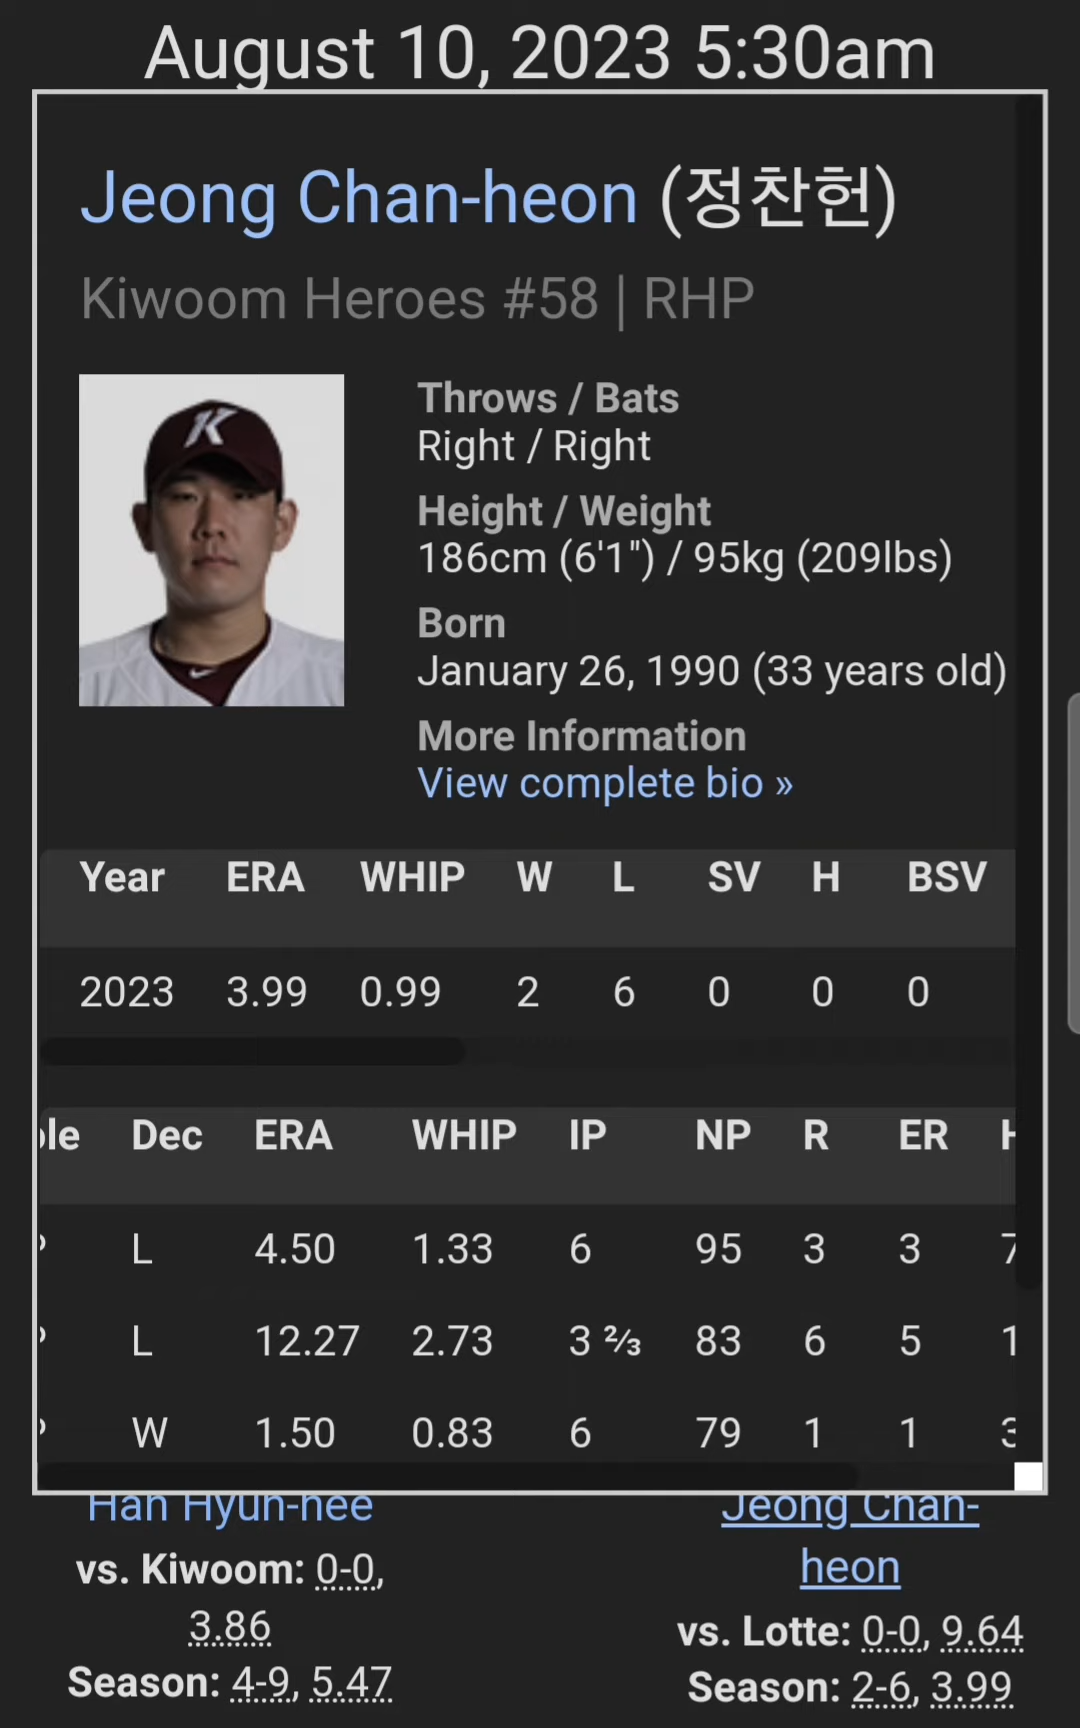 August 10, 2023 5:30am
Jeong Chan-heon (정찬헌)
Kiwoom Heroes #58 | RHP
K
Throws / Bats
Right / Right
Height / Weight
186cm (6'1") / 95kg (209lbs)
Born
January 26, 1990 (33 years old)
More Information
View complete bio »
Year ERA WHIP W L SV H BSV
2023 3.99 0.99 2 6 0 0 0
le Dec ERA WHIP IP NP R ER H
L 4.50 1.33 6 95 3 3 7
L 12.27 2.73 3 ⅔ 83 6 5 1
W 1.50 0.83 6 79 1 1 3
Han Hyun-hee
vs. Kiwoom: 0-0,
3.86
Season: 4-9, 5.47
Jeong Chan-
heon
vs. Lotte: 0-0, 9.64
Season: 2-6, 3.99